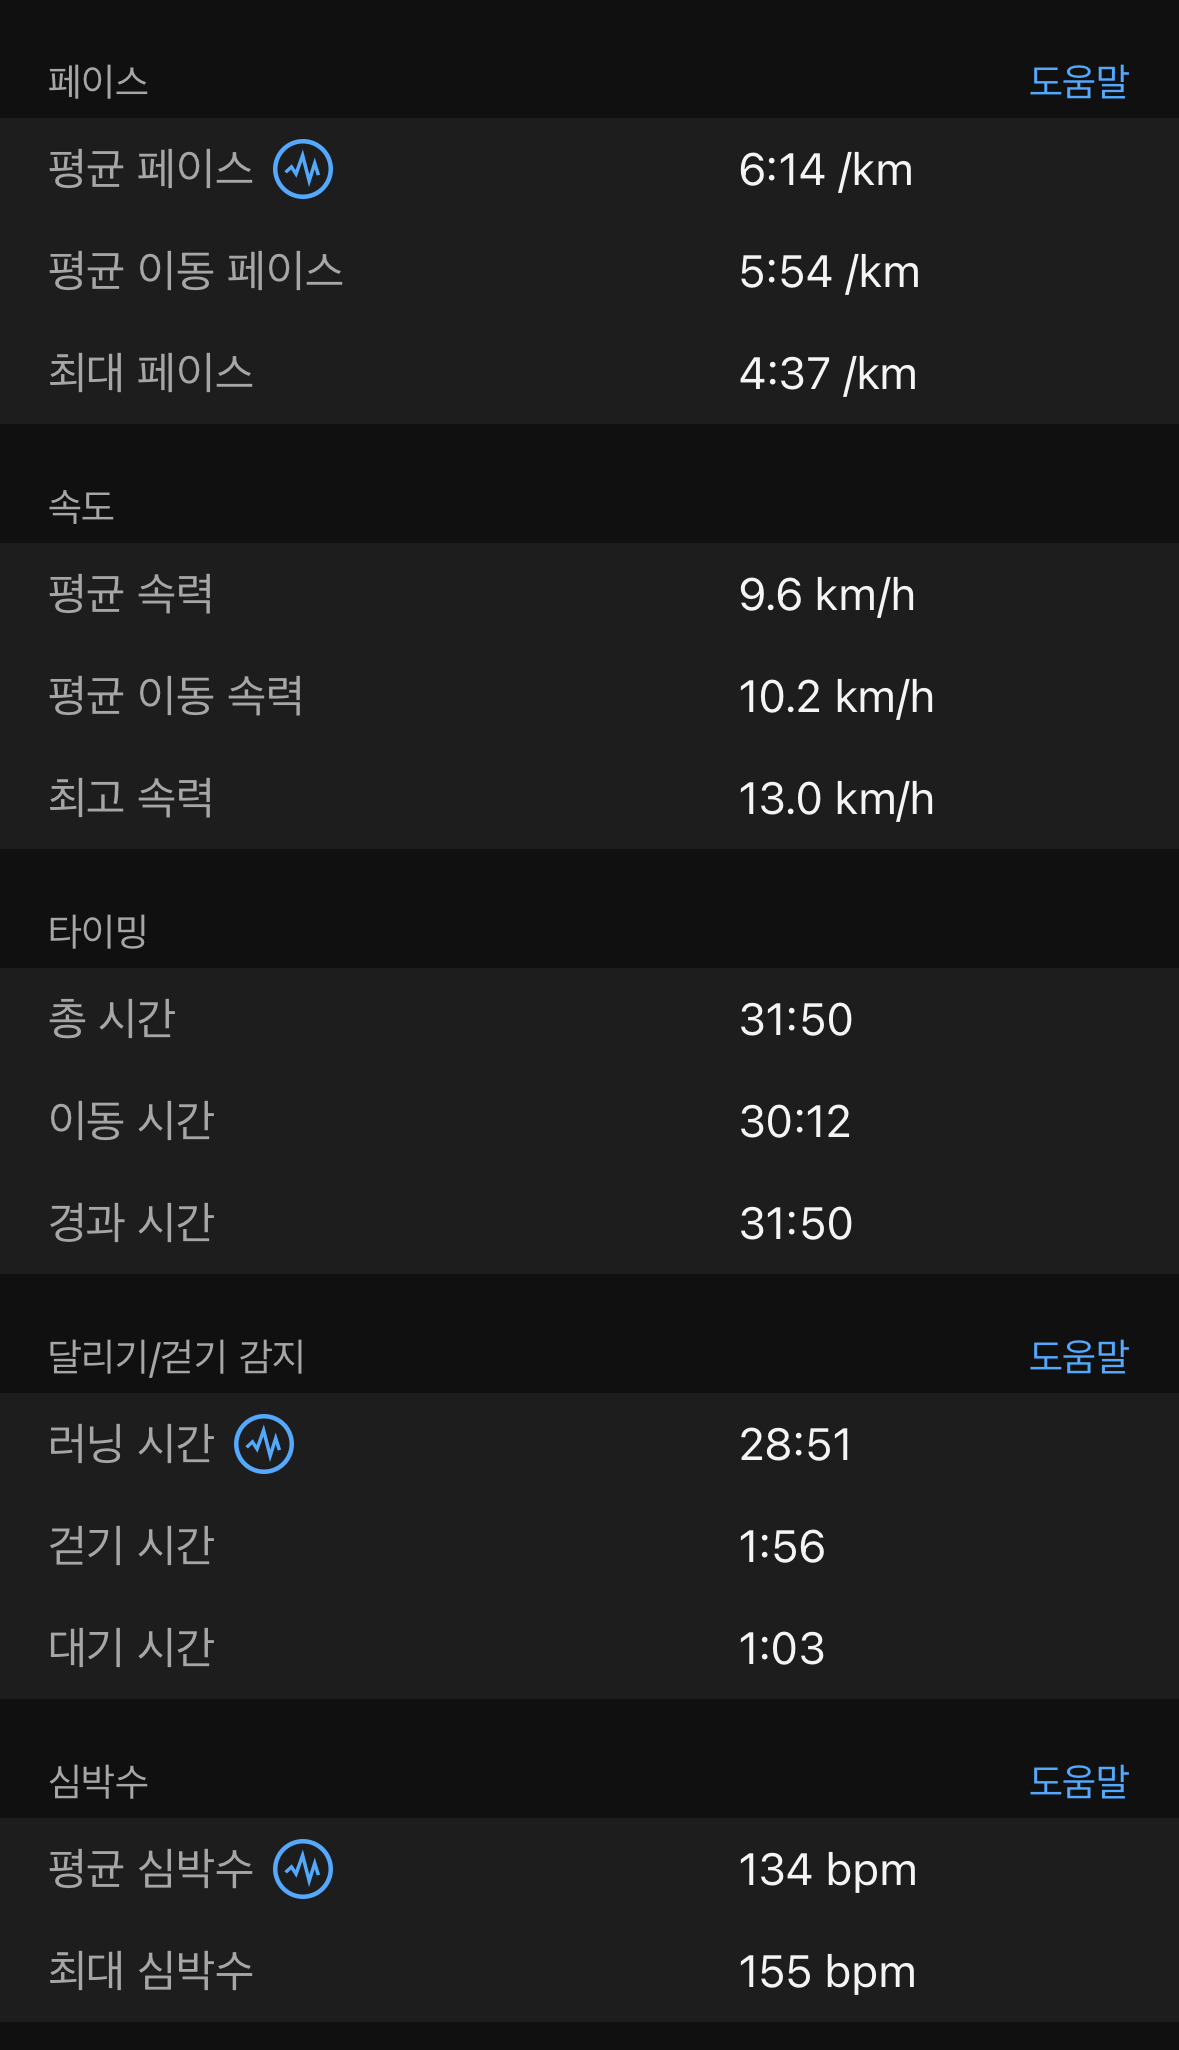 페이스 도움말
평균 페이스 6:14 /km
평균 이동 페이스 5:54 /km
최대 페이스 4:37 /km
속도
평균 속력 9.6 km/h
평균 이동 속력 10.2 km/h
최고 속력 13.0 km/h
타이밍
총 시간 31:50
이동 시간 30:12
경과 시간 31:50
달리기/걷기 감지 도움말
러닝 시간 28:51
걷기 시간 1:56
대기 시간 1:03
심박수 도움말
평균 심박수 134 bpm
최대 심박수 155 bpm